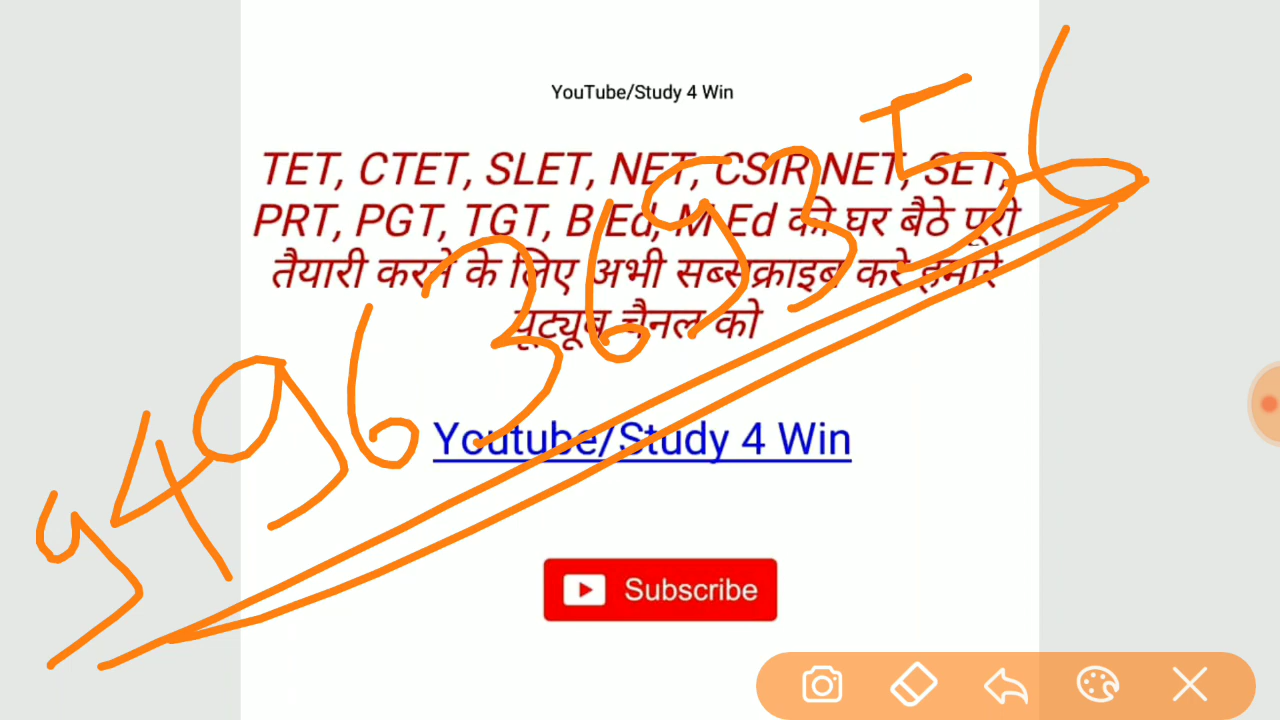 YouTube/Study 4 Win
TET, CTET, SLET, NET, CSIR NET, SET,
PRT, PGT, TGT, B Ed, M Ed की घर बैठे पूरी
तैयारी करने के लिए अभी सब्सक्राइब करे हमारे
यूट्यूब चैनल को
9496369356
Youtube/Study 4 Win
Subscribe